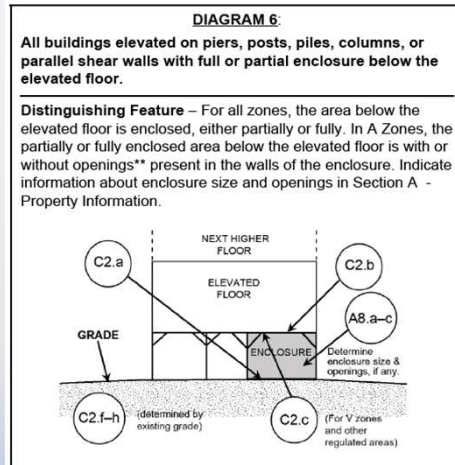 DIAGRAM 6:
All buildings elevated on piers, posts, piles, columns, or
parallel shear walls with full or partial enclosure below the
elevated floor.
Distinguishing Feature – For all zones, the area below the
elevated floor is enclosed, either partially or fully. In A Zones, the
partially or fully enclosed area below the elevated floor is with or
without openings** present in the walls of the enclosure. Indicate
information about enclosure size and openings in Section A -
Property Information.
NEXT HIGHER
FLOOR
C2.a
C2.b
ELEVATED
FLOOR
A8.a–c
GRADE
ENCLOSURE
Determine
enclosure size &
openings, if any.
C2.f–h
(determined by
existing grade)
C2.c
(For V zones
and other
regulated areas)